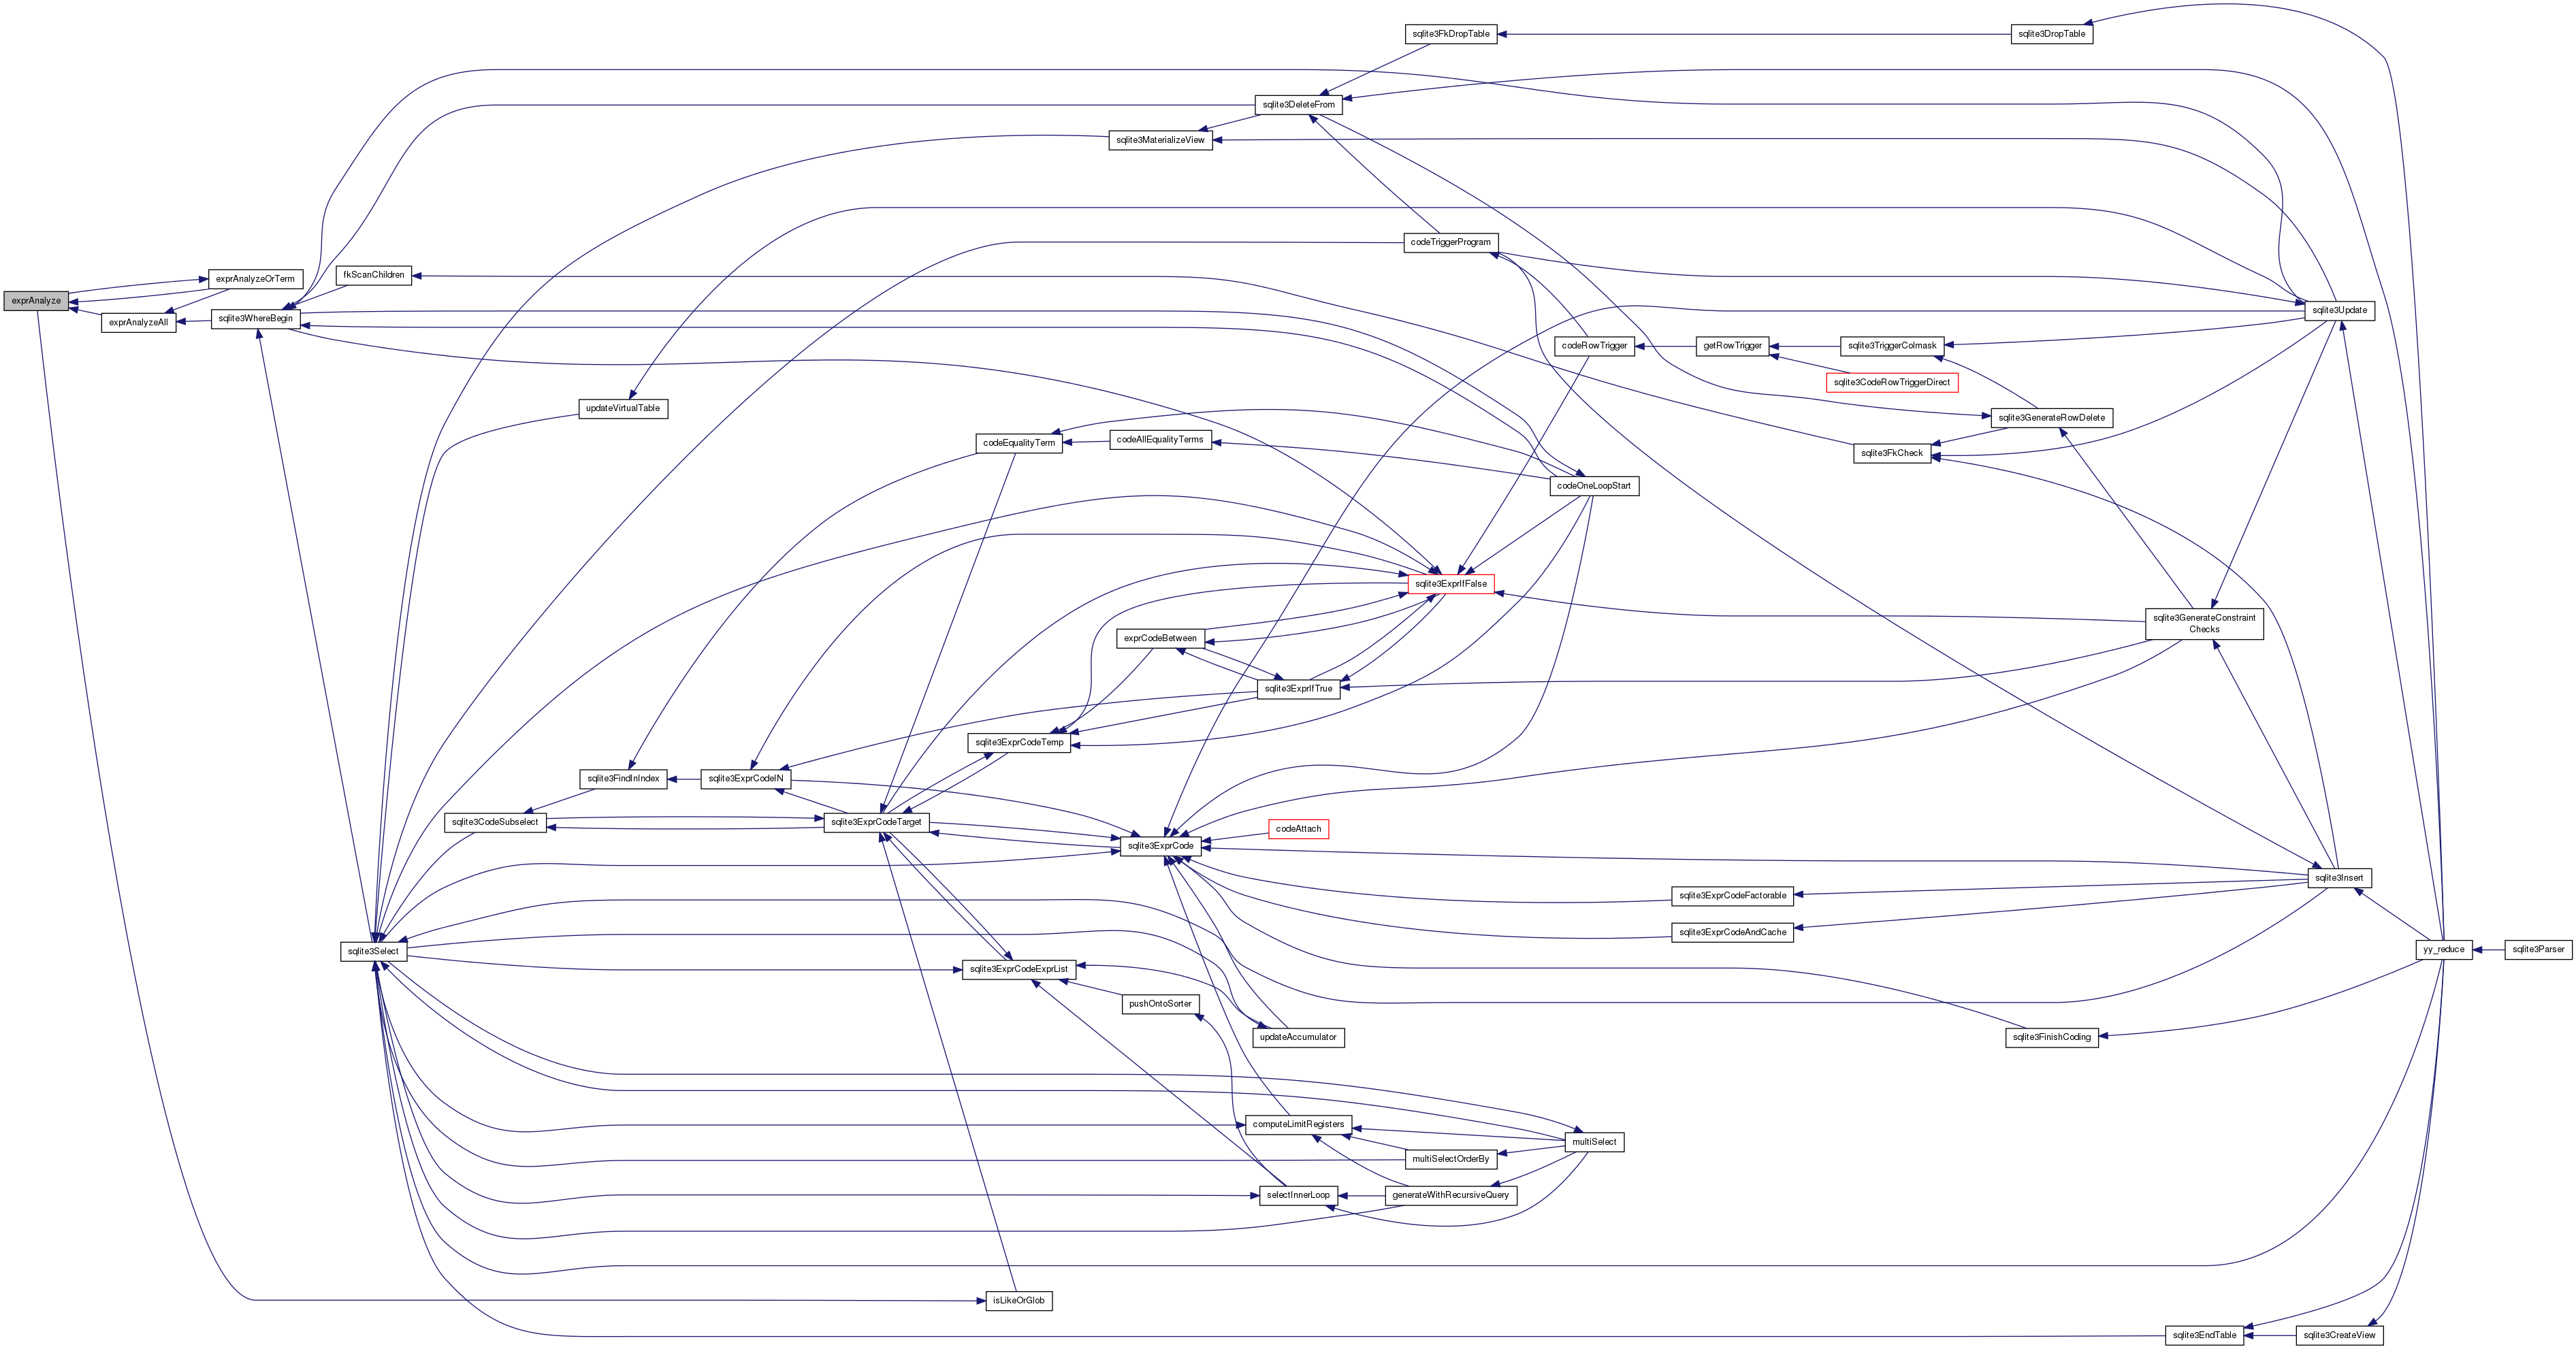 sqlite3FkDropTable
sqlite3DropTable
sqlite3DeleteFrom
sqlite3MaterializeView
codeTriggerProgram
fkScanChildren
exprAnalyzeOrTerm
exprAnalyze
exprAnalyzeAll
sqlite3WhereBegin
sqlite3Update
codeRowTrigger
getRowTrigger
sqlite3TriggerColmask
sqlite3CodeRowTriggerDirect
updateVirtualTable
sqlite3GenerateRowDelete
codeEqualityTerm
codeAllEqualityTerms
sqlite3FkCheck
codeOneLoopStart
sqlite3ExprIfFalse
sqlite3GenerateConstraint
Checks
exprCodeBetween
sqlite3ExprIfTrue
sqlite3ExprCodeTemp
sqlite3FindInIndex
sqlite3ExprCodeIN
sqlite3CodeSubselect
sqlite3ExprCodeTarget
codeAttach
sqlite3ExprCode
sqlite3Insert
sqlite3ExprCodeFactorable
sqlite3ExprCodeAndCache
sqlite3Select
yy_reduce
sqlite3Parser
sqlite3ExprCodeExprList
pushOntoSorter
updateAccumulator
sqlite3FinishCoding
computeLimitRegisters
multiSelect
multiSelectOrderBy
selectInnerLoop
generateWithRecursiveQuery
isLikeOrGlob
sqlite3EndTable
sqlite3CreateView